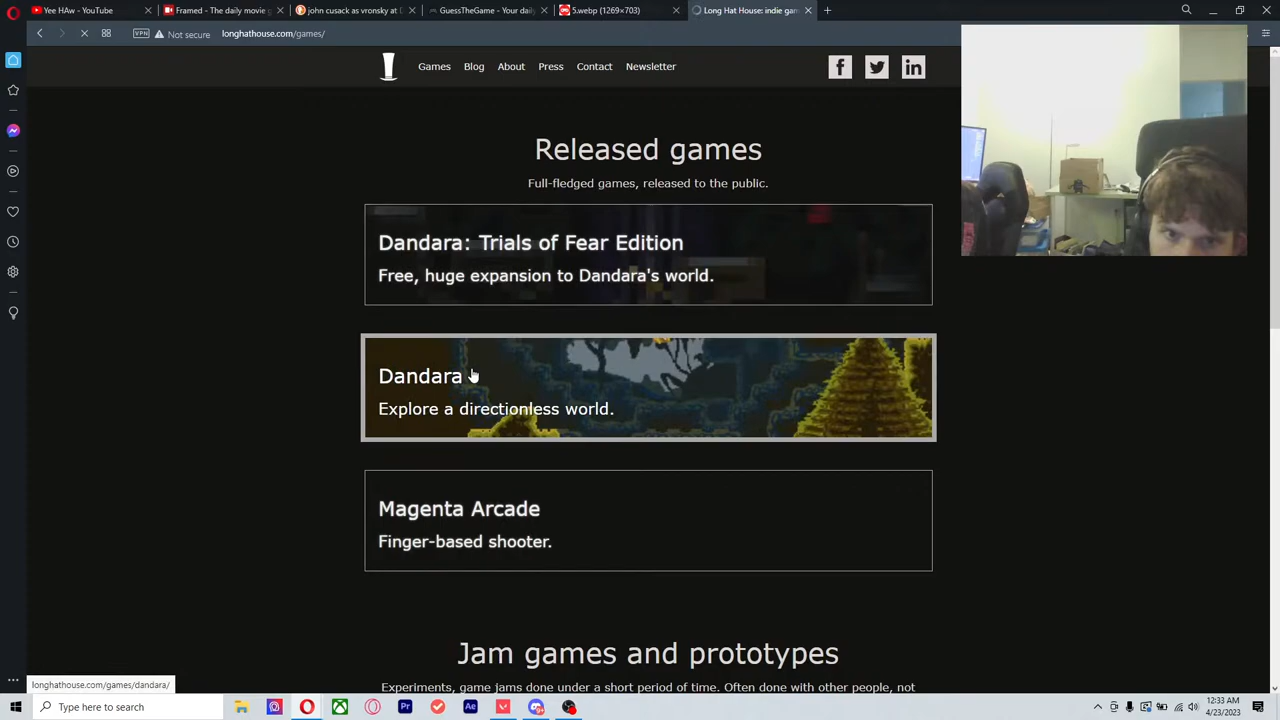 Yee HAw - YouTube
Framed - The daily movie g
john cusack as vronsky at D
GuessTheGame - Your daily
5.webp (1269×703)
Long Hat House: indie gam
VPN
Not secure
longhathouse.com/games/
Games
Blog
About
Press
Contact
Newsletter
Released games
Full-fledged games, released to the public.
Dandara: Trials of Fear Edition
Free, huge expansion to Dandara's world.
Dandara
Explore a directionless world.
Magenta Arcade
Finger-based shooter.
Jam games and prototypes
Experiments, game jams done under a short period of time. Often done with other people, not
longhathouse.com/games/dandara/
Type here to search
Pr
Ae
12:33 AM
4/23/2023